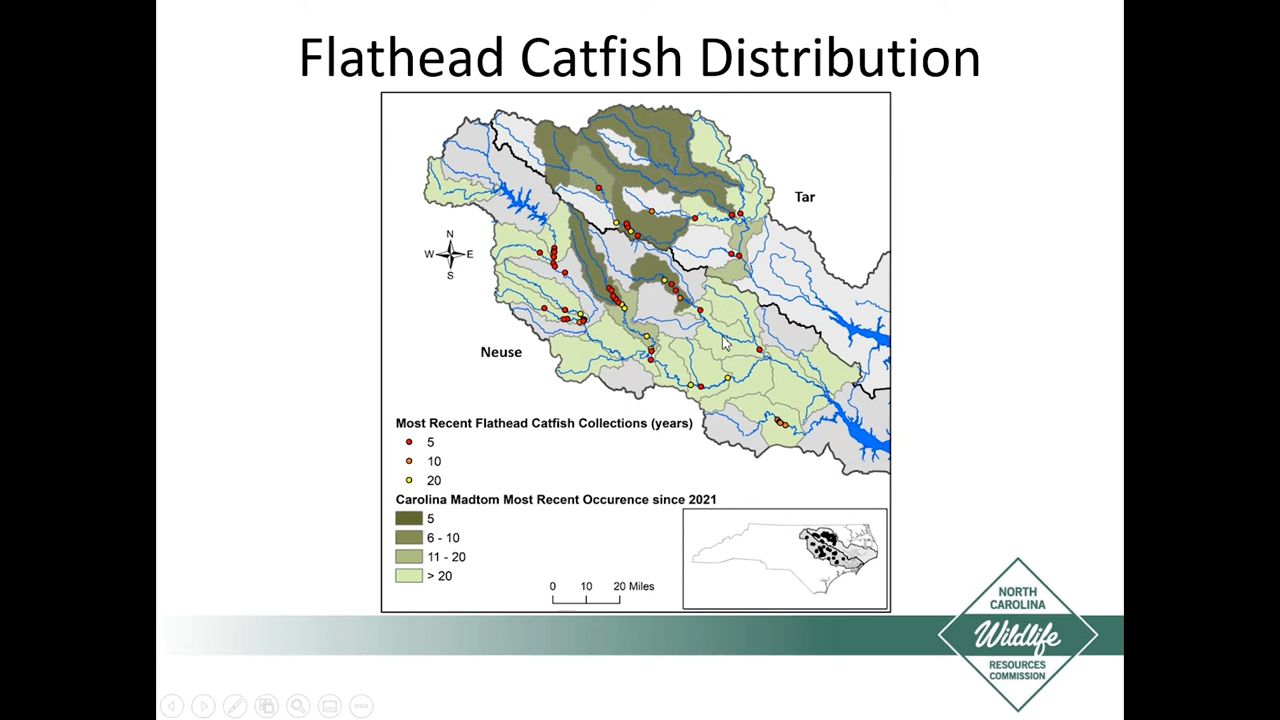 Flathead Catfish Distribution
Tar
N
W
E
S
Neuse
Most Recent Flathead Catfish Collections (years)
5
10
20
Carolina Madtom Most Recent Occurence since 2021
5
6 - 10
11 - 20
> 20
0 10 20 Miles
NORTH
CAROLINA
Wildlife
RESOURCES
COMMISSION